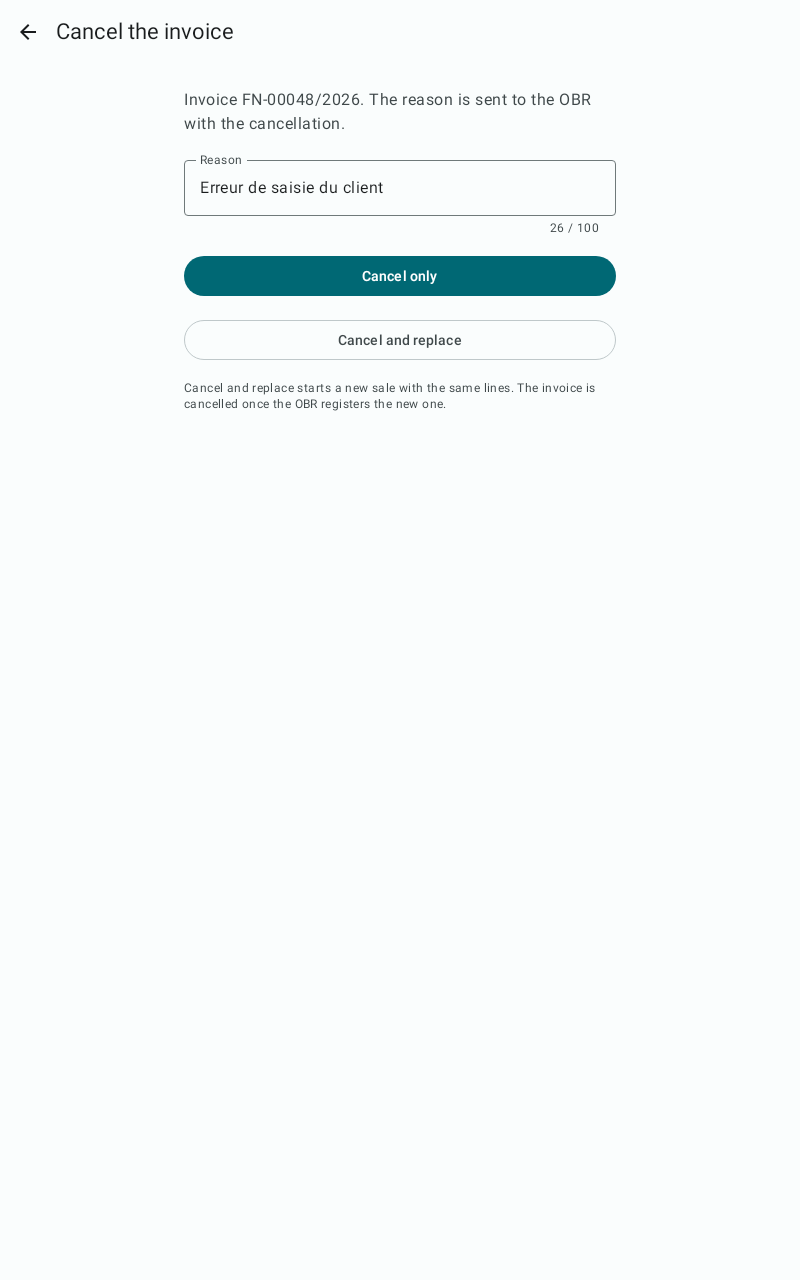 Cancel the invoice
Invoice FN-00048/2026. The reason is sent to the OBR
with the cancellation.
Reason
Erreur de saisie du client
26 / 100
Cancel only
Cancel and replace
Cancel and replace starts a new sale with the same lines. The invoice is
cancelled once the OBR registers the new one.